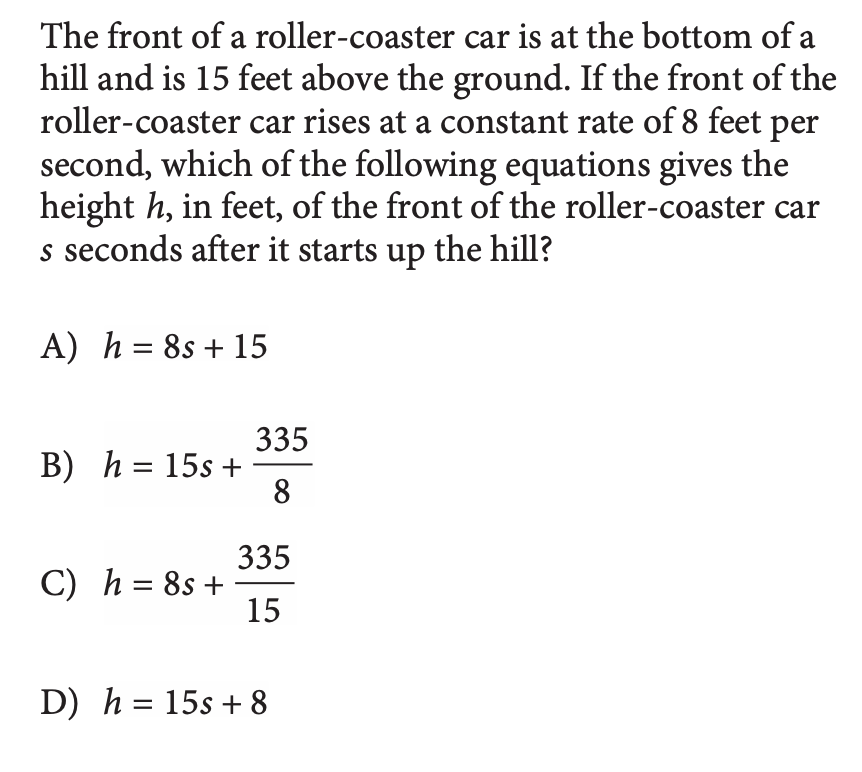 The front of a roller-coaster car is at the bottom of a
hill and is 15 feet above the ground. If the front of the
roller-coaster car rises at a constant rate of 8 feet per
second, which of the following equations gives the
height h, in feet, of the front of the roller-coaster car
s seconds after it starts up the hill?
A) h = 8s + 15
B) h = 15s + 335/8
C) h = 8s + 335/15
D) h = 15s + 8